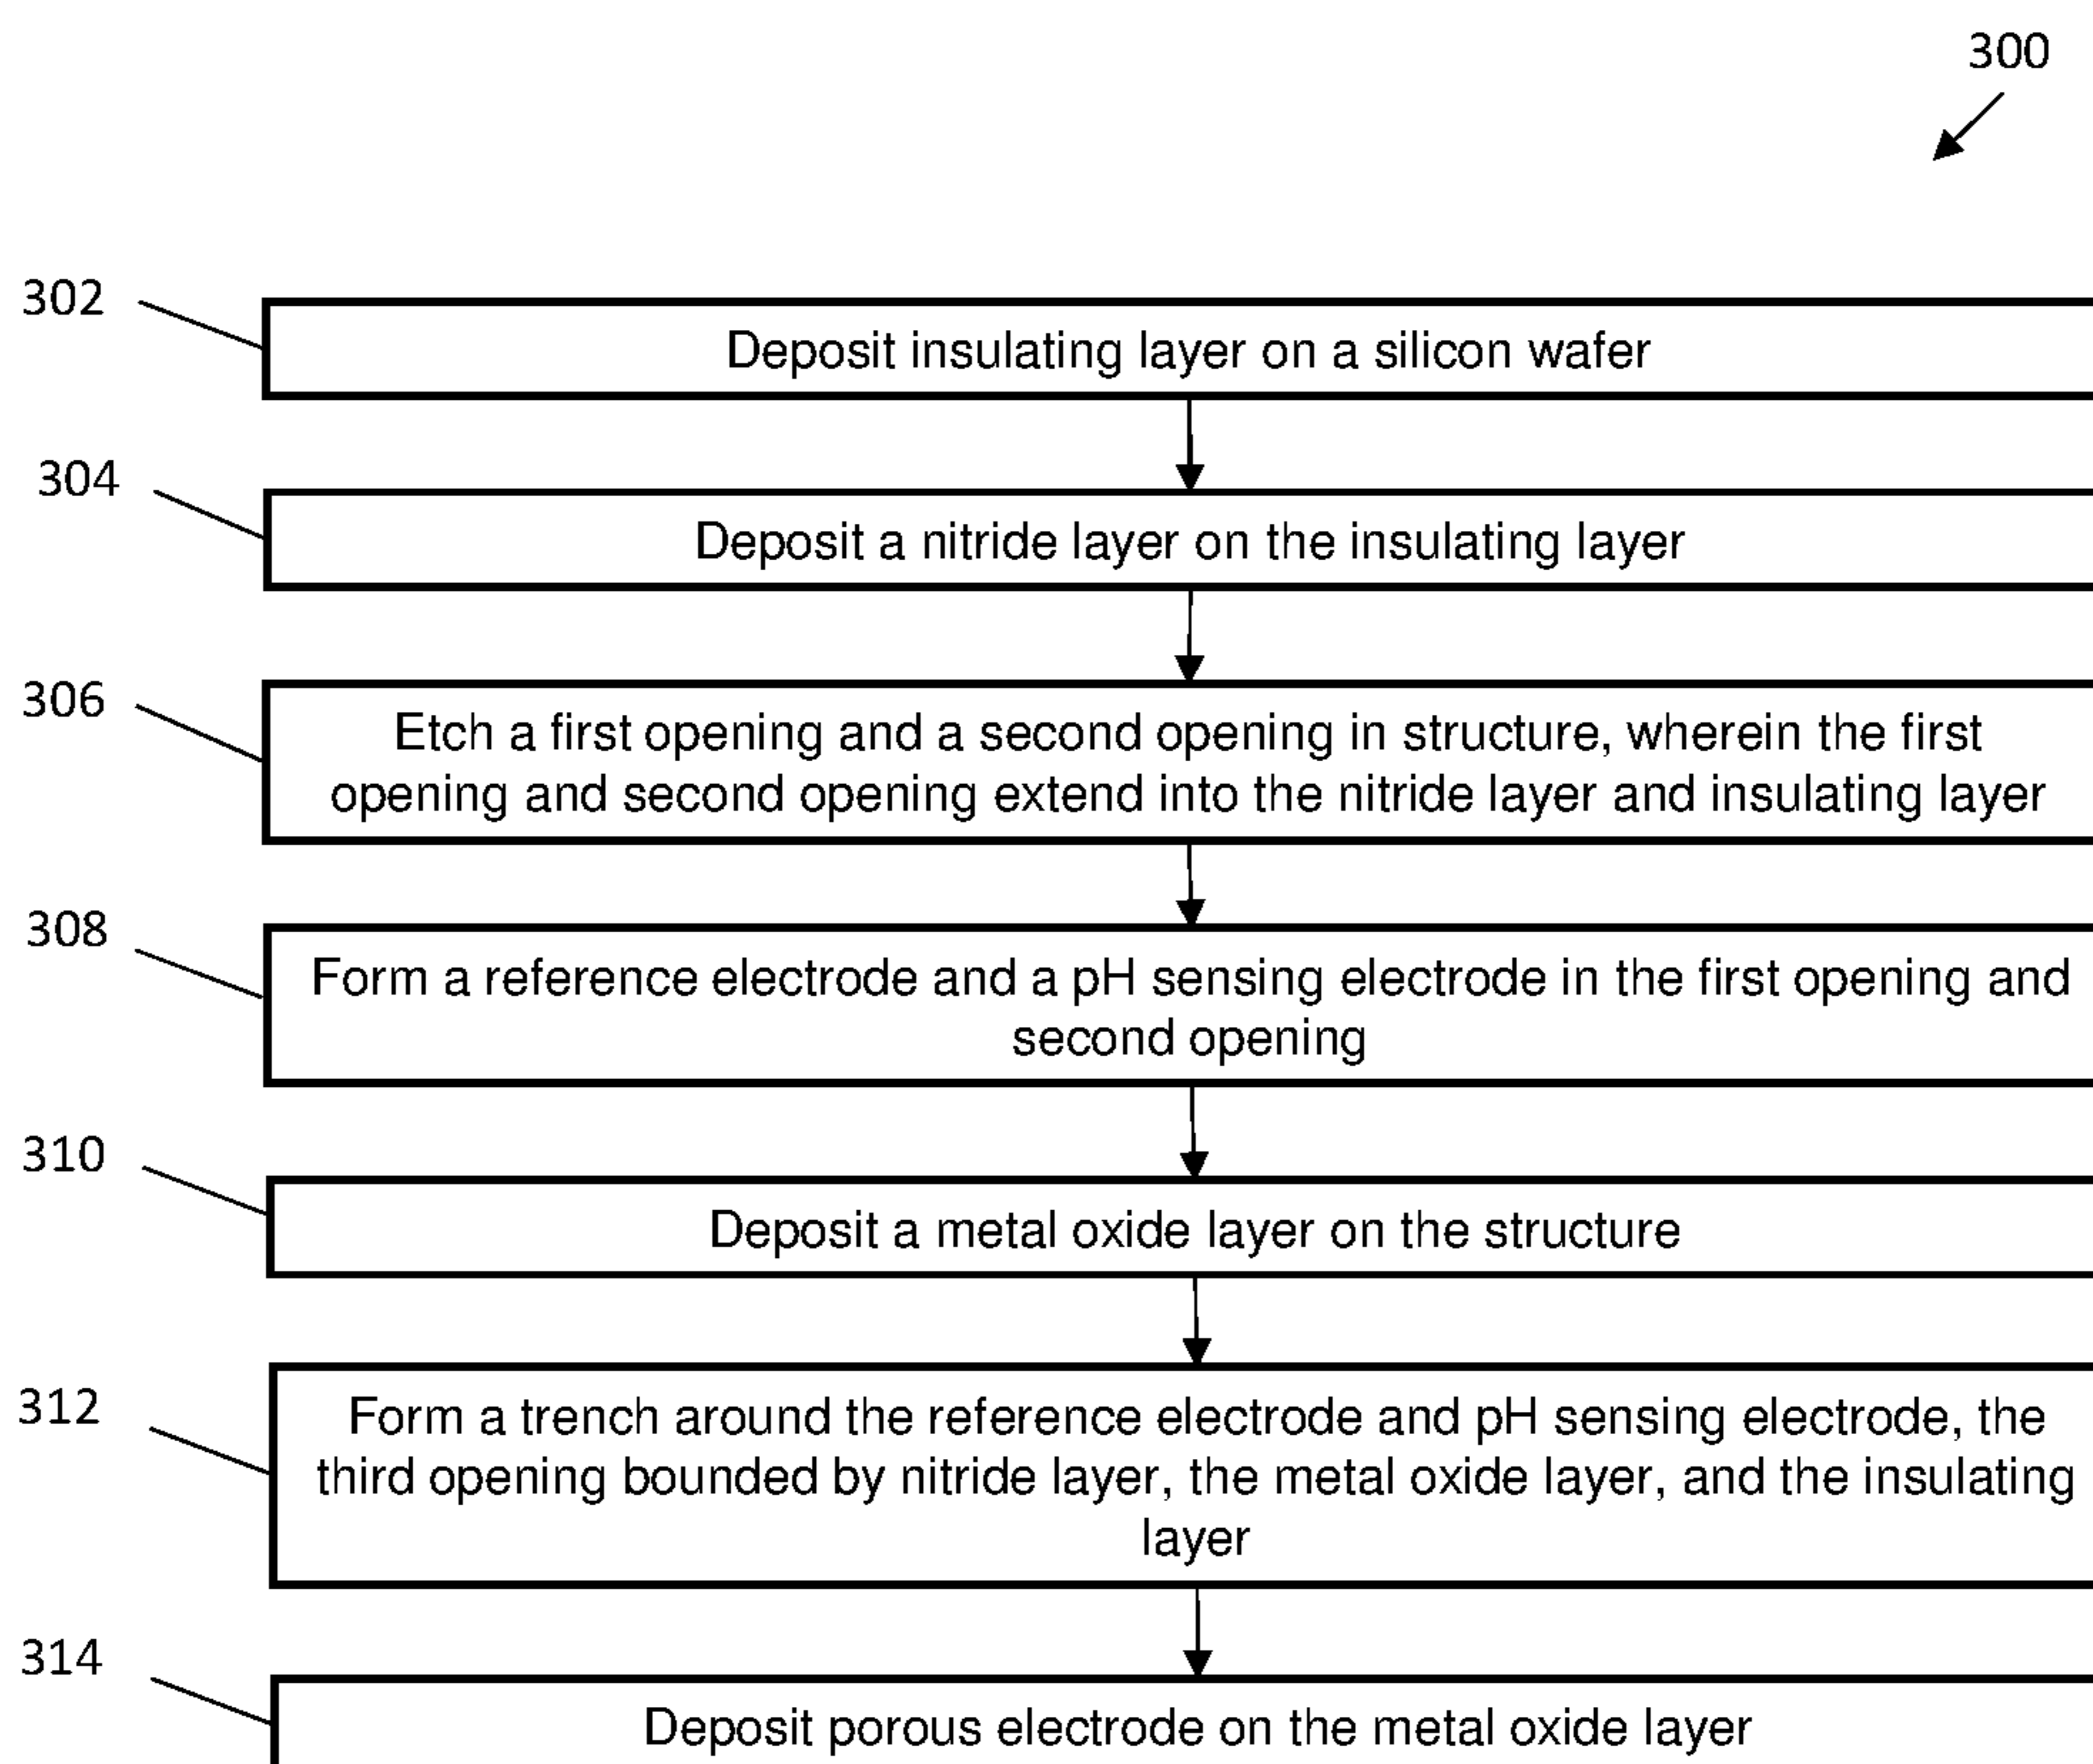 300
302
Deposit insulating layer on a silicon wafer
304
Deposit a nitride layer on the insulating layer
306
Etch a first opening and a second opening in structure, wherein the first
opening and second opening extend into the nitride layer and insulating layer
308
Form a reference electrode and a pH sensing electrode in the first opening and
second opening
310
Deposit a metal oxide layer on the structure
312
Form a trench around the reference electrode and pH sensing electrode, the
third opening bounded by nitride layer, the metal oxide layer, and the insulating
layer
314
Deposit porous electrode on the metal oxide layer